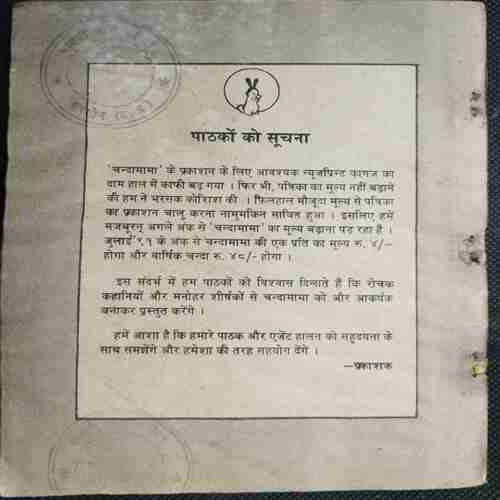 पाठकों को सूचना
'चन्दामामा' के प्रकाशन के लिए आवश्यक न्यूजप्रिन्ट कागज का
दाम हाल में काफी बढ़ गया । फिर भी, पत्रिका का मूल्य नहीं बढ़ाने
की हम ने भरसक कोशिश की । फ़िलहाल मौजूदा मूल्य से पत्रिका
का प्रकाशन चालू करना नामुमकिन साबित हुआ । इसलिए हमें
मजबूरन् अगले अंक से 'चन्दामामा' का मूल्य बढ़ाना पड़ रहा है ।
जुलाई'९१ के अंक से चन्दामामा की एक प्रति का मूल्य रु. ४/—
होगा और वार्षिक चन्दा रु. ४८/- होगा ।
इस संदर्भ में हम पाठकों को विश्वास दिलाते हैं कि रोचक
कहानियों और मनोहर शीर्षकों से चन्दामामा को और आकर्षक
बनाकर प्रस्तुत करेंगे ।
हमें आशा है कि हमारे पाठक और एजेंट हालत को सहृदयता के
साथ समझेंगे और हमेशा की तरह सहयोग देंगे ।
—प्रकाशक